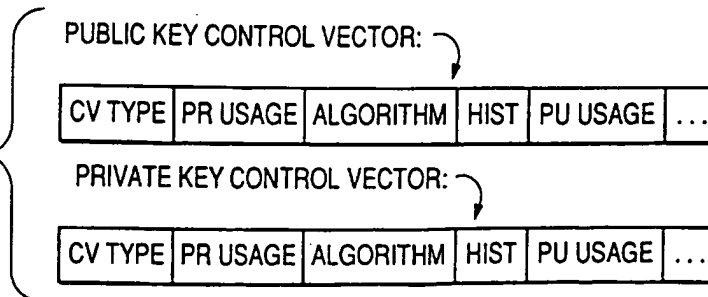 PUBLIC KEY CONTROL VECTOR:
CV TYPE PR USAGE ALGORITHM HIST PU USAGE ...
PRIVATE KEY CONTROL VECTOR:
CV TYPE PR USAGE ALGORITHM HIST PU USAGE ...